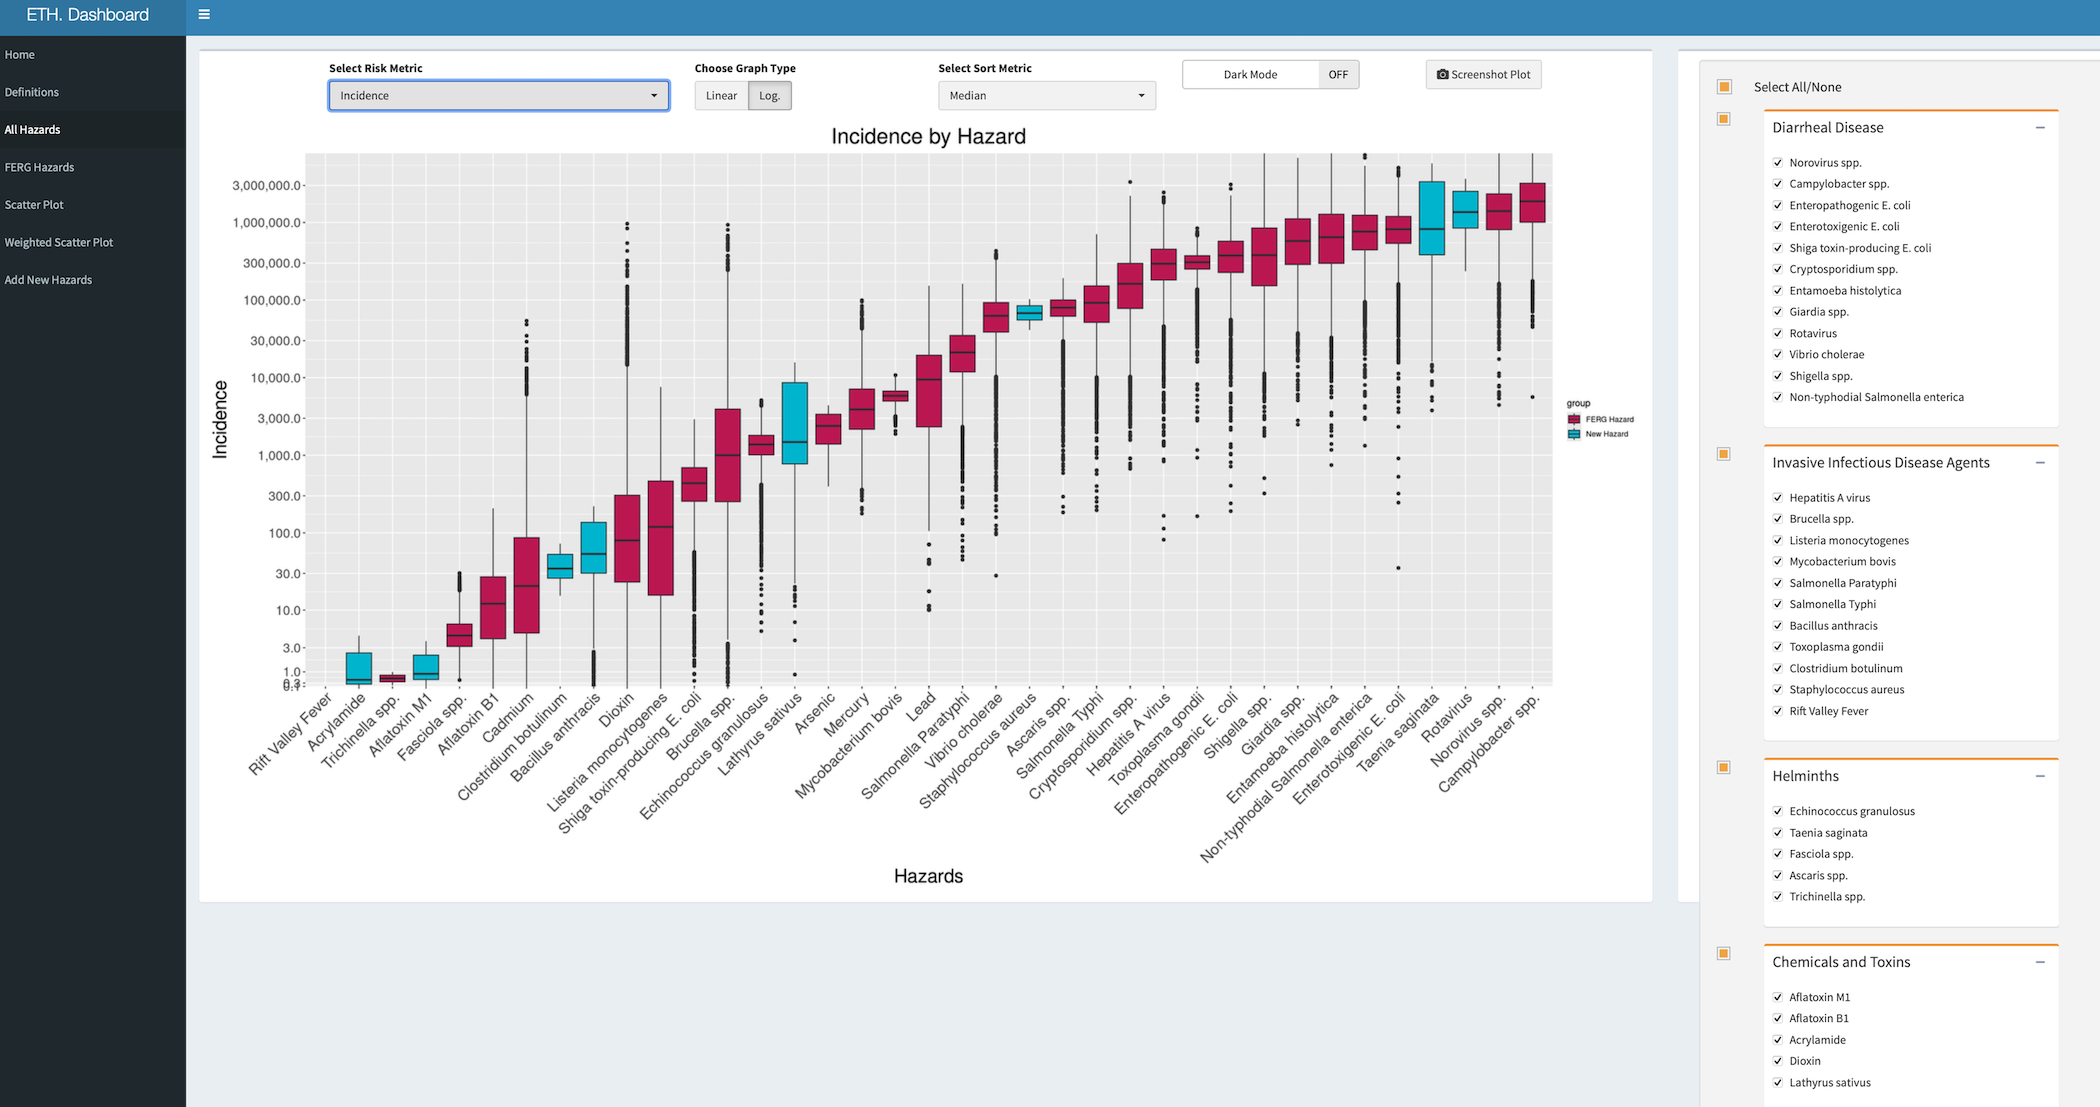 ETH. Dashboard
Home
Definitions
All Hazards
FERG Hazards
Scatter Plot
Weighted Scatter Plot
Add New Hazards
Select Risk Metric
Incidence
Choose Graph Type
Linear
Log.
Select Sort Metric
Median
Dark Mode
OFF
Screenshot Plot
Incidence by Hazard
3,000,000.0
1,000,000.0
300,000.0
100,000.0
30,000.0
10,000.0
3,000.0
1,000.0
300.0
100.0
30.0
10.0
3.0
1.0
0.3
0.1
Incidence
Rift Valley Fever
Acrylamide
Trichinella spp.
Aflatoxin M1
Fasciola spp.
Aflatoxin B1
Cadmium
Clostridium botulinum
Bacillus anthracis
Dioxin
Listeria monocytogenes
Shiga toxin-producing E. coli
Brucella spp.
Echinococcus granulosus
Lathyrus sativus
Arsenic
Mercury
Mycobacterium bovis
Lead
Salmonella Paratyphi
Vibrio cholerae
Staphylococcus aureus
Ascaris spp.
Salmonella Typhi
Cryptosporidium spp.
Hepatitis A virus
Toxoplasma gondii
Enteropathogenic E. coli
Shigella spp.
Giardia spp.
Entamoeba histolytica
Non-typhodial Salmonella enterica
Enterotoxigenic E. coli
Taenia saginata
Rotavirus
Norovirus spp.
Campylobacter spp.
Hazards
group
FERG Hazard
New Hazard
Select All/None
Diarrheal Disease
Norovirus spp.
Campylobacter spp.
Enteropathogenic E. coli
Enterotoxigenic E. coli
Shiga toxin-producing E. coli
Cryptosporidium spp.
Entamoeba histolytica
Giardia spp.
Rotavirus
Vibrio cholerae
Shigella spp.
Non-typhodial Salmonella enterica
Invasive Infectious Disease Agents
Hepatitis A virus
Brucella spp.
Listeria monocytogenes
Mycobacterium bovis
Salmonella Paratyphi
Salmonella Typhi
Bacillus anthracis
Toxoplasma gondii
Clostridium botulinum
Staphylococcus aureus
Rift Valley Fever
Helminths
Echinococcus granulosus
Taenia saginata
Fasciola spp.
Ascaris spp.
Trichinella spp.
Chemicals and Toxins
Aflatoxin M1
Aflatoxin B1
Acrylamide
Dioxin
Lathyrus sativus